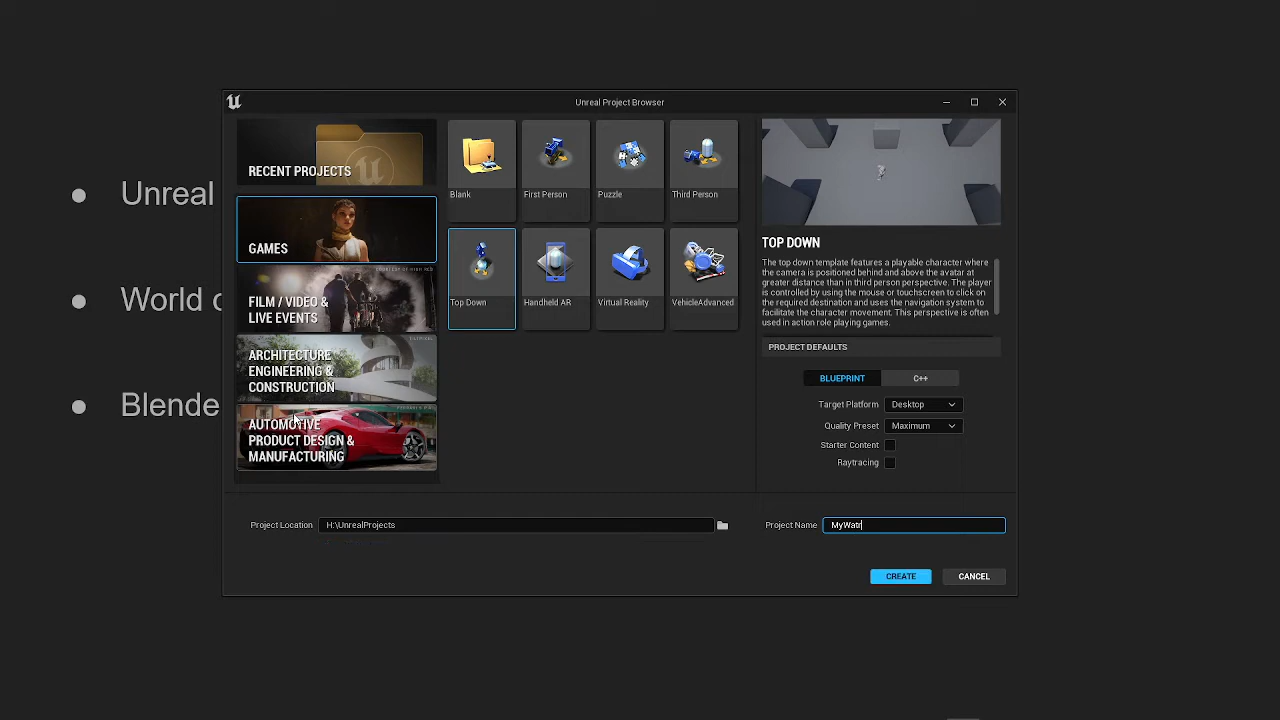 Unreal Project Browser
• Unreal
• World
• Blende
RECENT PROJECTS
GAMES
FILM / VIDEO &
LIVE EVENTS
ARCHITECTURE
ENGINEERING &
CONSTRUCTION
AUTOMOTIVE
PRODUCT DESIGN &
MANUFACTURING
Blank
First Person
Puzzle
Third Person
Top Down
Handheld AR
Virtual Reality
VehicleAdvanced
TOP DOWN
The top down template features a playable character where
the camera is positioned behind and above the avatar at
greater distance than in third person perspective. The player
is controlled by using the mouse or touchscreen to click on
the required destination and uses the navigation system to
facilitate the character movement. This perspective is often
used in action role playing games.
PROJECT DEFAULTS
BLUEPRINT C++
Target Platform Desktop
Quality Preset Maximum
Starter Content
Raytracing
Project Location H:\UnrealProjects
Project Name MyWatr
CREATE CANCEL